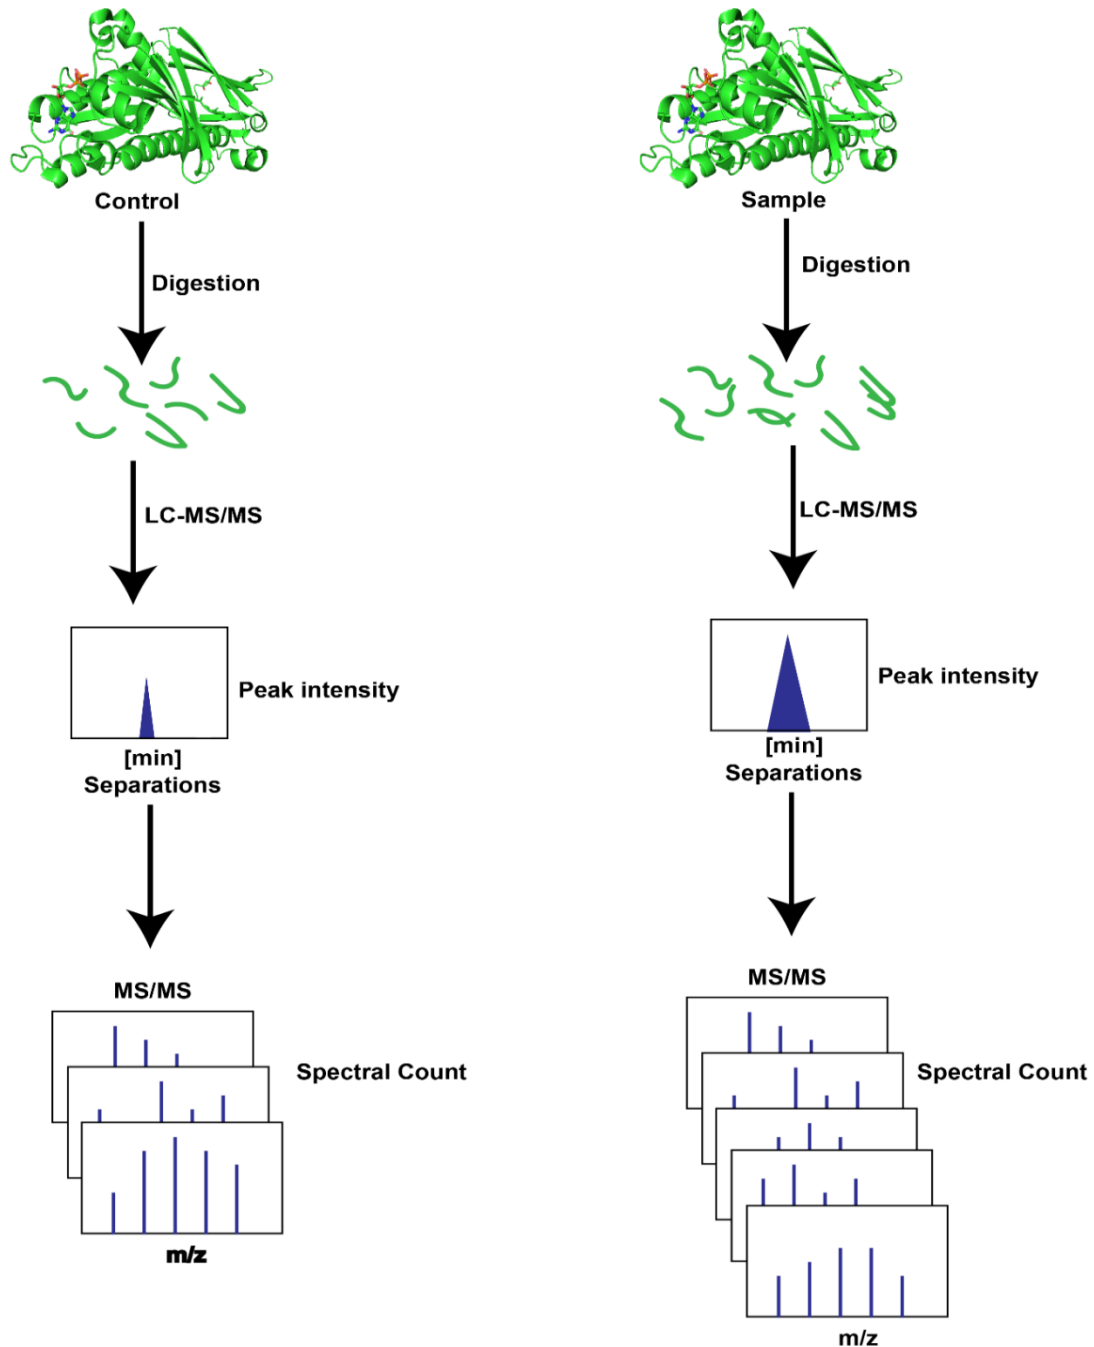 Control
Digestion
LC-MS/MS
Peak intensity
[min]
Separations
MS/MS
Spectral Count
m/z
Sample
Digestion
LC-MS/MS
Peak intensity
[min]
Separations
MS/MS
Spectral Count
m/z